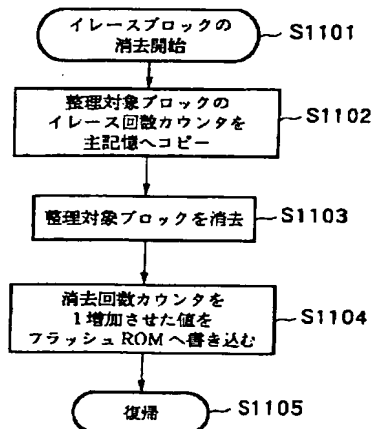 イレースブロックの
消去開始
S1101
整理対象ブロックの
イレース回数カウンタを
主記憶へコピー
S1102
整理対象ブロックを消去
S1103
消去回数カウンタを
1増加させた値を
フラッシュROMへ書き込む
S1104
復帰
S1105